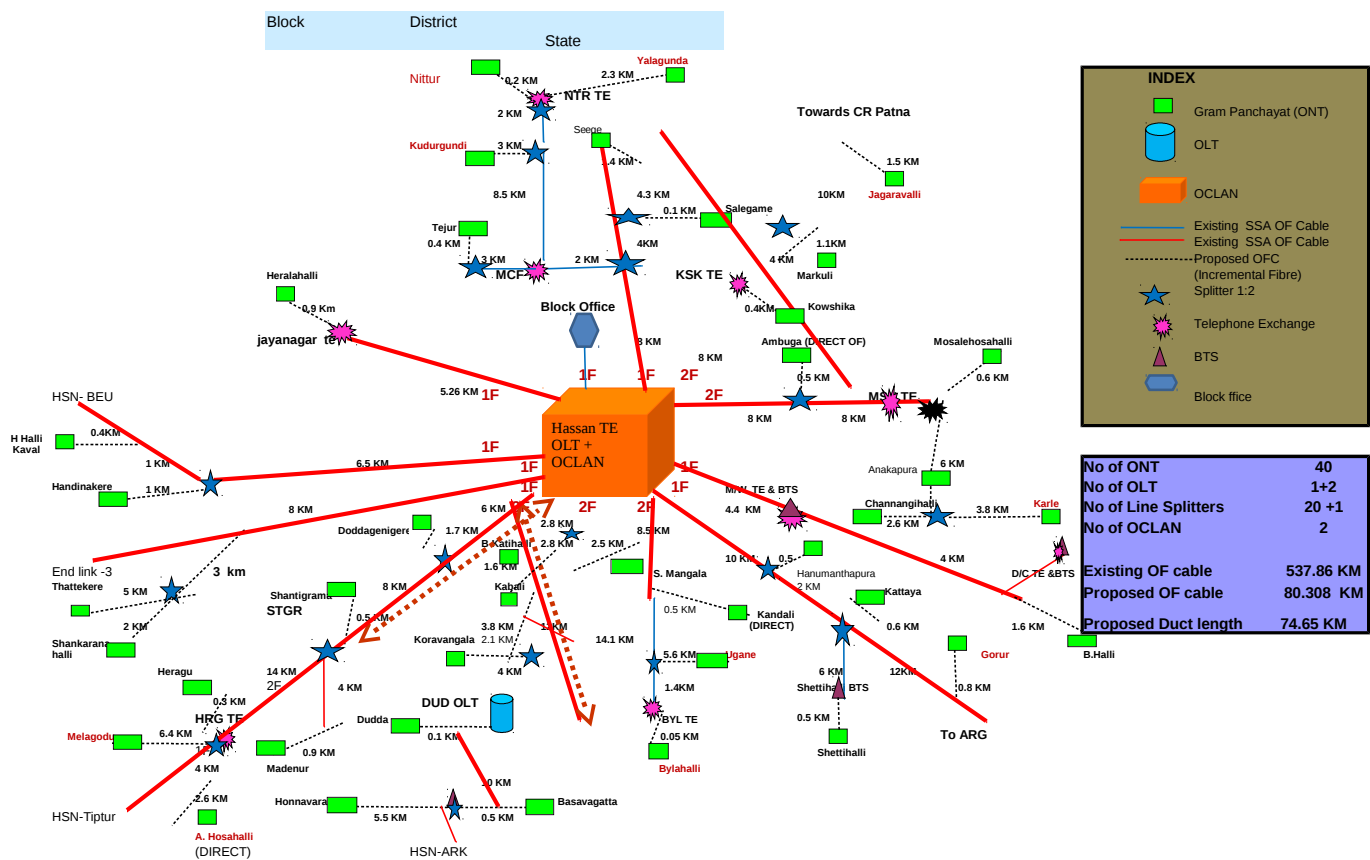 Block
District
State
Nittur
0.2 KM
2.3 KM
Yalagunda
NTR TE
2 KM
Kudurgundi
3 KM
Seege
1.4 KM
8.5 KM
4.3 KM
Tejur
0.4 KM
0.1 KM
Salegame
3 KM
MCF
2 KM
4KM
Towards CR Patna
1.5 KM
Jagaravalli
10KM
1.1KM
4 KM
Markuli
KSK TE
0.4KM
Kowshika
Heralahalli
0.9 Km
jayanagar te
Block Office
3 KM
8 KM
Ambuga (DIRECT OF)
0.5 KM
Mosalehosahalli
0.6 KM
5.26 KM
1F
1F
1F
2F
2F
8 KM
8 KM
HSN- BEU
H Halli
Kaval
0.4KM
1 KM
6.5 KM
1F
Handinakere
1 KM
Hassan TE
OLT +
OCLAN
1F
1F
1F
1F
2F
2F
Anakapura
6 KM
8 KM
6 KM
M/W TE & BTS
4.4 KM
Channangihalli
2.6 KM
3.8 KM
Karle
Doddagenigere
1.7 KM
B.Katihalli
1.6 KM
2.8 KM
2.8 KM
2.5 KM
8.5KM
10 KM
0.5
Hanumanthapura
2 KM
4 KM
D/C TE &BTS
End link -3
Thattekere
3 km
5 KM
2 KM
Shankarana
halli
Shantigrama
STGR
0.5 KM
8 KM
Kabali
3.8 KM
2.1 KM
Koravangala
4 KM
14.1 KM
S. Mangala
0.5 KM
Kandali
(DIRECT)
Kattaya
0.6 KM
1.6 KM
B.Halli
Ugane
5.6 KM
1.4KM
6 KM
12KM
Gorur
0.8 KM
Heragu
0.3 KM
14 KM
2F
4 KM
HRG TE
Melagodu
6.4 KM
4 KM
Madenur
0.9 KM
Dudda
DUD OLT
0.1 KM
BYL TE
0.05 KM
Bylahalli
Shettihalli BTS
0.5 KM
Shettihalli
To ARG
2.6 KM
HSN-Tiptur
A. Hosahalli
(DIRECT)
Honnavara
5.5 KM
10 KM
0.5 KM
Basavagatta
HSN-ARK
INDEX
Gram Panchayat (ONT)
OLT
OCLAN
Existing SSA OF Cable
Existing SSA OF Cable
Proposed OFC
(Incremental Fibre)
Splitter 1:2
Telephone Exchange
BTS
Block ffice
No of ONT 40
No of OLT 1+2
No of Line Splitters 20 +1
No of OCLAN 2
Existing OF cable 537.86 KM
Proposed OF cable 80.308 KM
Proposed Duct length 74.65 KM